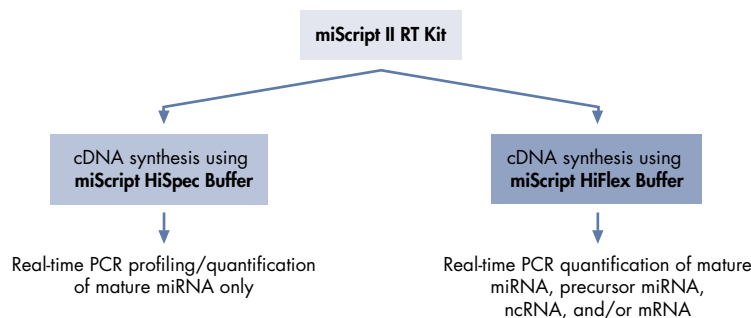 miScript II RT Kit
cDNA synthesis using
miScript HiSpec Buffer
cDNA synthesis using
miScript HiFlex Buffer
Real-time PCR profiling/quantification
of mature miRNA only
Real-time PCR quantification of mature
miRNA, precursor miRNA,
ncRNA, and/or mRNA